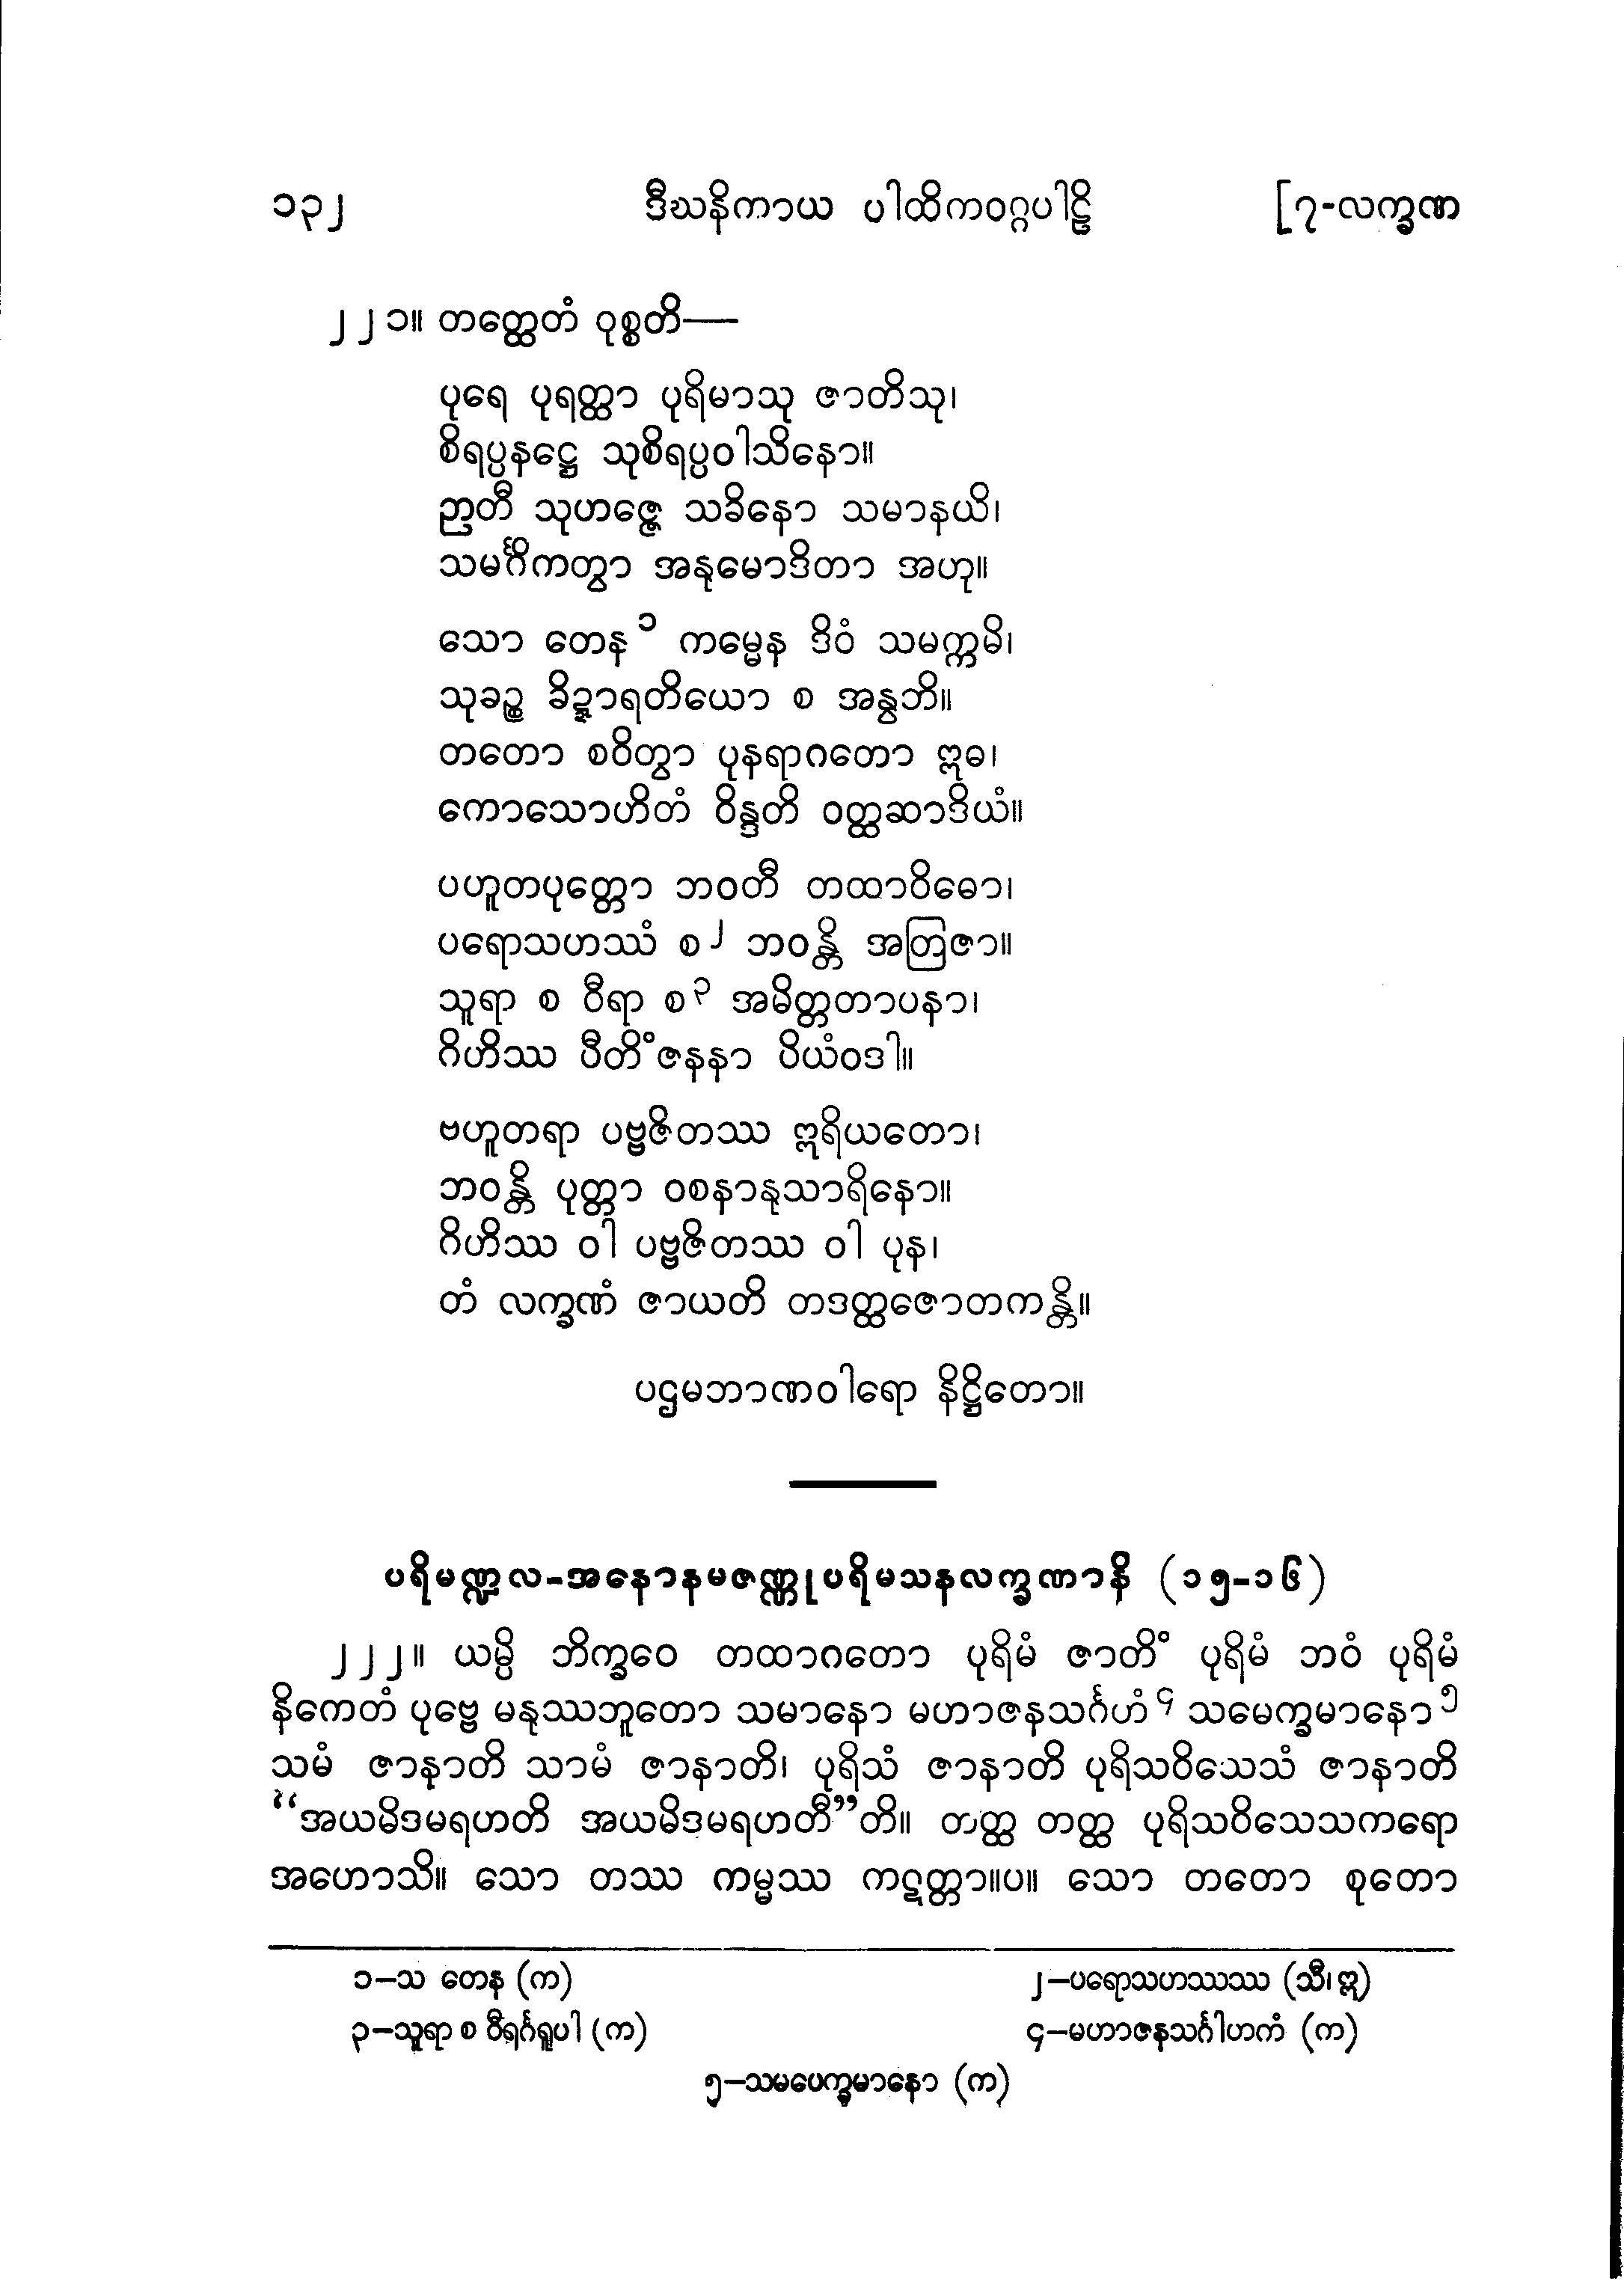 ၁၃၂ ဒီဃနိကာယ ပါထိကဝဂ္ဂပါဠိ [၇-လက္ခဏ
၂၂၁။ တတ္ထေတံ ဝုစ္စတိ—
ပုရေ ပုရတ္ထာ ပုရိမာသု ဇာတိသု၊
စိရပ္ပနဋ္ဌေ သုစိရပ္ပဝါသိနော။
ဉာတီ သုဟဇ္ဇေ သခိနော သမာနယိ၊
သမင်္ဂိကတွာ အနုမောဒိတာ အဟု။
သော တေန ၁ ကမ္မေန ဒိဝံ သမက္ကမိ၊
သုခဉ္စ ခိဍ္ဍာရတိယော စ အနွဘိ။
တတော စဝိတွာ ပုနရာဂတော ဣဓ၊
ကောသောဟိတံ ဝိန္ဒတိ ဝတ္ထဆာဒိယံ။
ပဟူတပုတ္တော ဘဝတီ တထာဝိဓော၊
ပရောသဟဿံ စ ၂ ဘဝန္တိ အတြဇာ။
သူရာ စ ဝီရာ စ ၃ အမိတ္တတာပနာ၊
ဂိဟိဿ ပီတိံဇနနာ ပိယံဝဒါ။
ဗဟူတရာ ပဗ္ဗဇိတဿ ဣရိယတော၊
ဘဝန္တိ ပုတ္တာ ဝစနာနုသာရိနော။
ဂိဟိဿ ဝါ ပဗ္ဗဇိတဿ ဝါ ပုန၊
တံ လက္ခဏံ ဇာယတိ တဒတ္ထဇောတကန္တိ။
ပဌမဘာဏဝါရော နိဋ္ဌိတော။
ပရိမဏ္ဍလ-အနောနမဇဏ္ဏုပရိမသနလက္ခဏာနိ (၁၅-၁၆)
၂၂၂။ ယမ္ပိ ဘိက္ခဝေ တထာဂတော ပုရိမံ ဇာတိံ ပုရိမံ ဘဝံ ပုရိမံ
နိကေတံ ပုဗ္ဗေ မနုဿဘူတော သမာနော မဟာဇနသင်္ဂဟံ ၄ သမေက္ခမာနော ၅
သမံ ဇာနာတိ သာမံ ဇာနာတိ၊ ပုရိသံ ဇာနာတိ ပုရိသဝိသေသံ ဇာနာတိ
“အယမိဒမရဟတိ အယမိဒမရဟတီ”တိ။ တတ္ထ တတ္ထ ပုရိသဝိသေသကရော
အဟောသိ။ သော တဿ ကမ္မဿ ကဋတ္တာ။ပ။ သော တတော စုတော
၁—သ တေန (က) ၂—ပရောသဟဿဿ (သီ၊ ဣ)
၃—သူရာ စ ဝီရင်္ဂရူပါ (က) ၄—မဟာဇနသင်္ဂါဟကံ (က)
၅—သမပေက္ခမာနော (က)